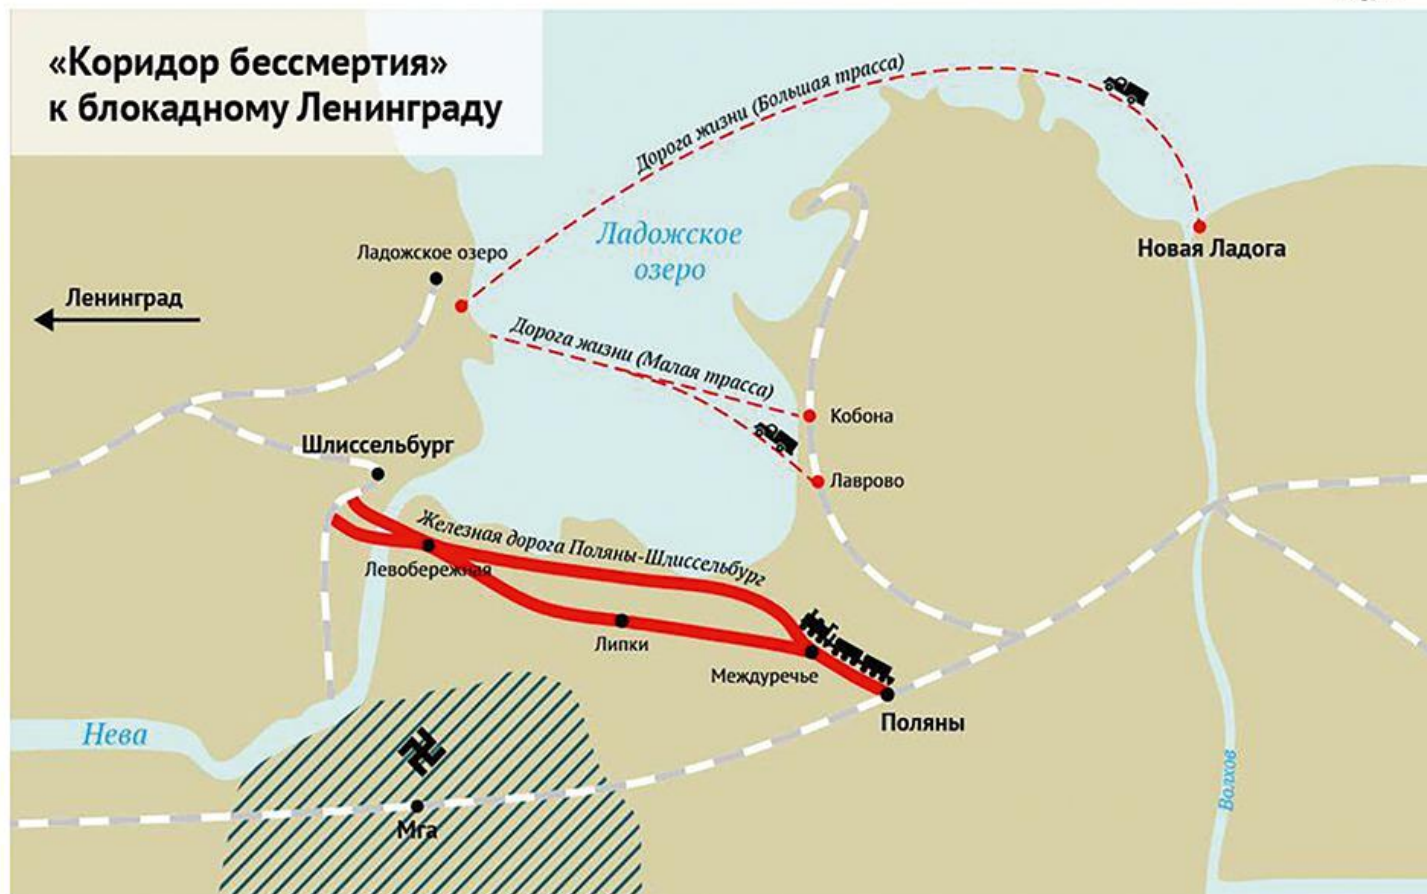 «Коридор бессмертия»
к блокадному Ленинграду
Дорога жизни (Большая трасса)
Ладожское
озеро
Новая Ладога
Ладожское озеро
Ленинград
Дорога жизни (Малая трасса)
Кобона
Шлиссельбург
Лаврово
Железная дорога Поляны-Шлиссельбург
Левобережная
Липки
Междуречье
Поляны
Нева
Волхов
Мга